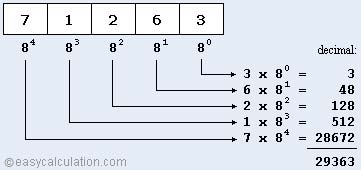 7 1 2 6 3
8⁴ 8³ 8² 8¹ 8⁰
decimal:
3 x 8⁰ = 3
6 x 8¹ = 48
2 x 8² = 128
1 x 8³ = 512
7 x 8⁴ = 28672
29363
©easycalculation.com